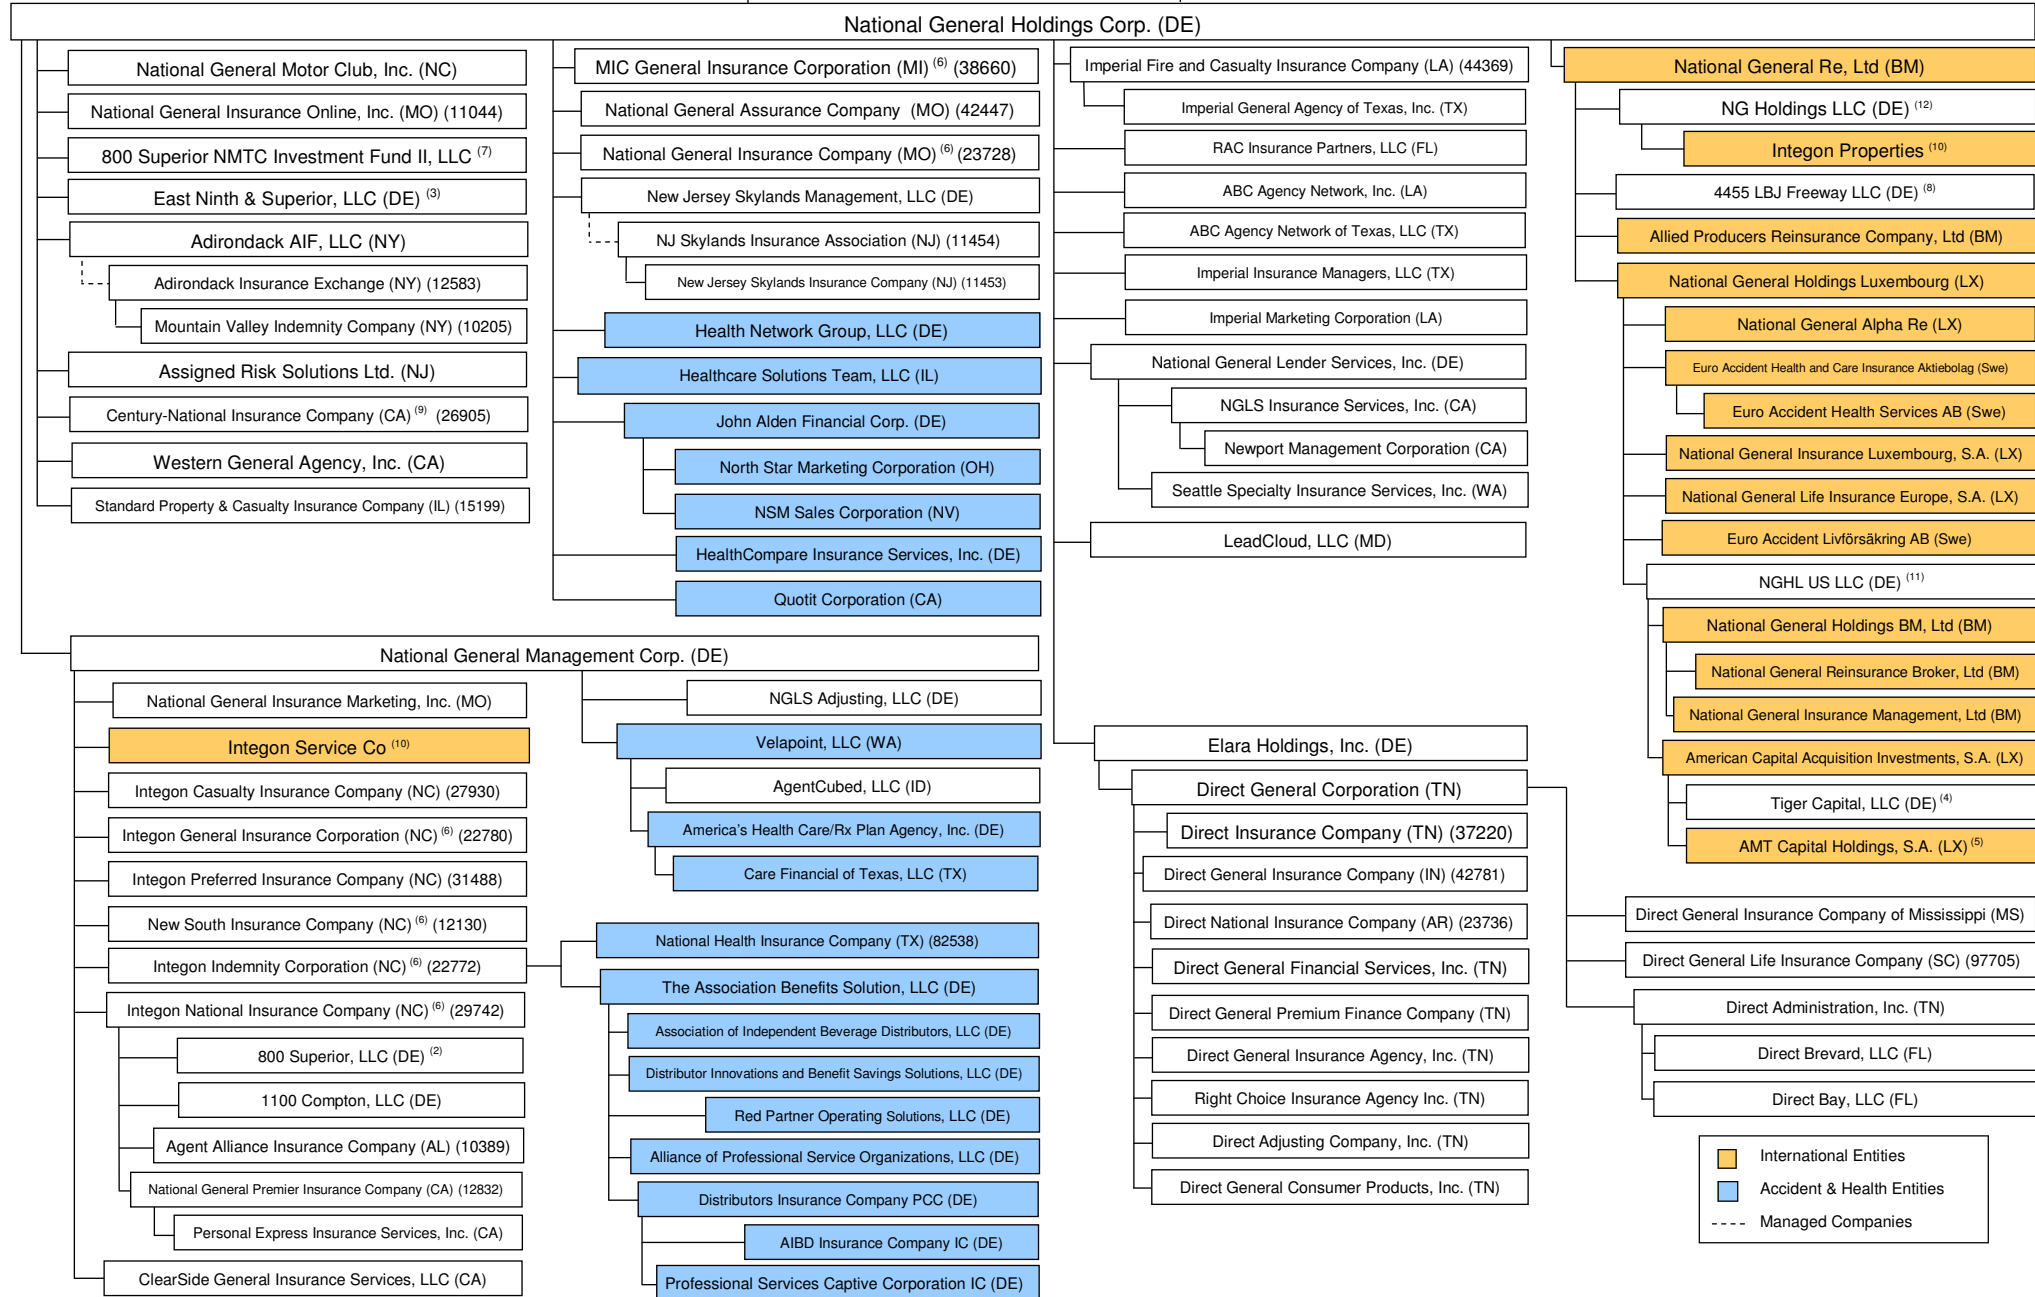 National General Holdings Corp. (DE)
National General Motor Club, Inc. (NC)
National General Insurance Online, Inc. (MO) (11044)
800 Superior NMTC Investment Fund II, LLC (7)
East Ninth & Superior, LLC (DE) (3)
Adirondack AIF, LLC (NY)
Adirondack Insurance Exchange (NY) (12583)
Mountain Valley Indemnity Company (NY) (10205)
Assigned Risk Solutions Ltd. (NJ)
Century-National Insurance Company (CA) (9) (26905)
Western General Agency, Inc. (CA)
Standard Property & Casualty Insurance Company (IL) (15199)
MIC General Insurance Corporation (MI) (6) (38660)
National General Assurance Company (MO) (42447)
National General Insurance Company (MO) (6) (23728)
New Jersey Skylands Management, LLC (DE)
NJ Skylands Insurance Association (NJ) (11454)
New Jersey Skylands Insurance Company (NJ) (11453)
Health Network Group, LLC (DE)
Healthcare Solutions Team, LLC (IL)
John Alden Financial Corp. (DE)
North Star Marketing Corporation (OH)
NSM Sales Corporation (NV)
HealthCompare Insurance Services, Inc. (DE)
Quotit Corporation (CA)
Imperial Fire and Casualty Insurance Company (LA) (44369)
Imperial General Agency of Texas, Inc. (TX)
RAC Insurance Partners, LLC (FL)
ABC Agency Network, Inc. (LA)
ABC Agency Network of Texas, LLC (TX)
Imperial Insurance Managers, LLC (TX)
Imperial Marketing Corporation (LA)
National General Lender Services, Inc. (DE)
NGLS Insurance Services, Inc. (CA)
Newport Management Corporation (CA)
Seattle Specialty Insurance Services, Inc. (WA)
LeadCloud, LLC (MD)
National General Re, Ltd (BM)
NG Holdings LLC (DE) (12)
Integon Properties (10)
4455 LBJ Freeway LLC (DE) (8)
Allied Producers Reinsurance Company, Ltd (BM)
National General Holdings Luxembourg (LX)
National General Alpha Re (LX)
Euro Accident Health and Care Insurance Aktiebolag (Swe)
Euro Accident Health Services AB (Swe)
National General Insurance Luxembourg, S.A. (LX)
National General Life Insurance Europe, S.A. (LX)
Euro Accident Livförsäkring AB (Swe)
NGHL US LLC (DE) (11)
National General Holdings BM, Ltd (BM)
National General Reinsurance Broker, Ltd (BM)
National General Insurance Management, Ltd (BM)
American Capital Acquisition Investments, S.A. (LX)
Tiger Capital, LLC (DE) (4)
AMT Capital Holdings, S.A. (LX) (5)
National General Management Corp. (DE)
National General Insurance Marketing, Inc. (MO)
Integon Service Co (10)
Integon Casualty Insurance Company (NC) (27930)
Integon General Insurance Corporation (NC) (6) (22780)
Integon Preferred Insurance Company (NC) (31488)
New South Insurance Company (NC) (6) (12130)
Integon Indemnity Corporation (NC) (6) (22772)
Integon National Insurance Company (NC) (6) (29742)
800 Superior, LLC (DE) (2)
1100 Compton, LLC (DE)
Agent Alliance Insurance Company (AL) (10389)
National General Premier Insurance Company (CA) (12832)
Personal Express Insurance Services, Inc. (CA)
ClearSide General Insurance Services, LLC (CA)
NGLS Adjusting, LLC (DE)
Velapoint, LLC (WA)
AgentCubed, LLC (ID)
America's Health Care/Rx Plan Agency, Inc. (DE)
Care Financial of Texas, LLC (TX)
National Health Insurance Company (TX) (82538)
The Association Benefits Solution, LLC (DE)
Association of Independent Beverage Distributors, LLC (DE)
Distributor Innovations and Benefit Savings Solutions, LLC (DE)
Red Partner Operating Solutions, LLC (DE)
Alliance of Professional Service Organizations, LLC (DE)
Distributors Insurance Company PCC (DE)
AIBD Insurance Company IC (DE)
Professional Services Captive Corporation IC (DE)
Elara Holdings, Inc. (DE)
Direct General Corporation (TN)
Direct Insurance Company (TN) (37220)
Direct General Insurance Company (IN) (42781)
Direct National Insurance Company (AR) (23736)
Direct General Financial Services, Inc. (TN)
Direct General Premium Finance Company (TN)
Direct General Insurance Agency, Inc. (TN)
Right Choice Insurance Agency Inc. (TN)
Direct Adjusting Company, Inc. (TN)
Direct General Consumer Products, Inc. (TN)
Direct General Insurance Company of Mississippi (MS)
Direct General Life Insurance Company (SC) (97705)
Direct Administration, Inc. (TN)
Direct Brevard, LLC (FL)
Direct Bay, LLC (FL)
International Entities
Accident & Health Entities
Managed Companies